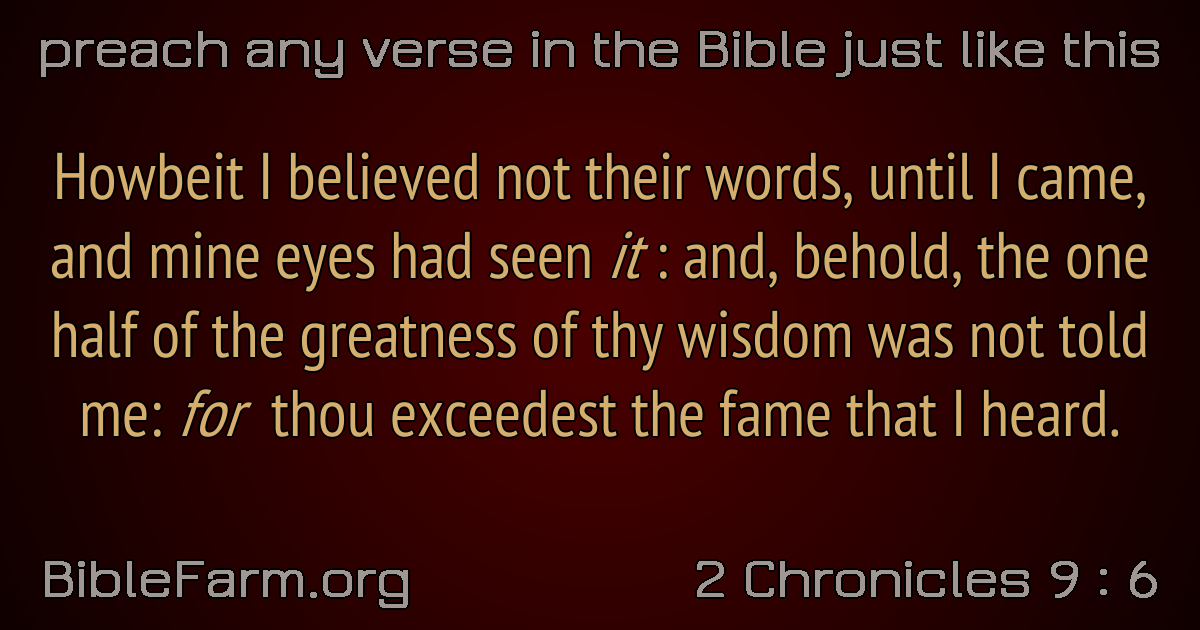 preach any verse in the Bible just like this
Howbeit I believed not their words, until I came,
and mine eyes had seen it : and, behold, the one
half of the greatness of thy wisdom was not told
me: for thou exceedest the fame that I heard.
BibleFarm.org
2 Chronicles 9 : 6